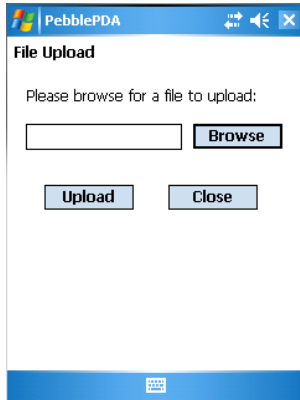 PebblePDA
File Upload
Please browse for a file to upload:
Browse
Upload Close